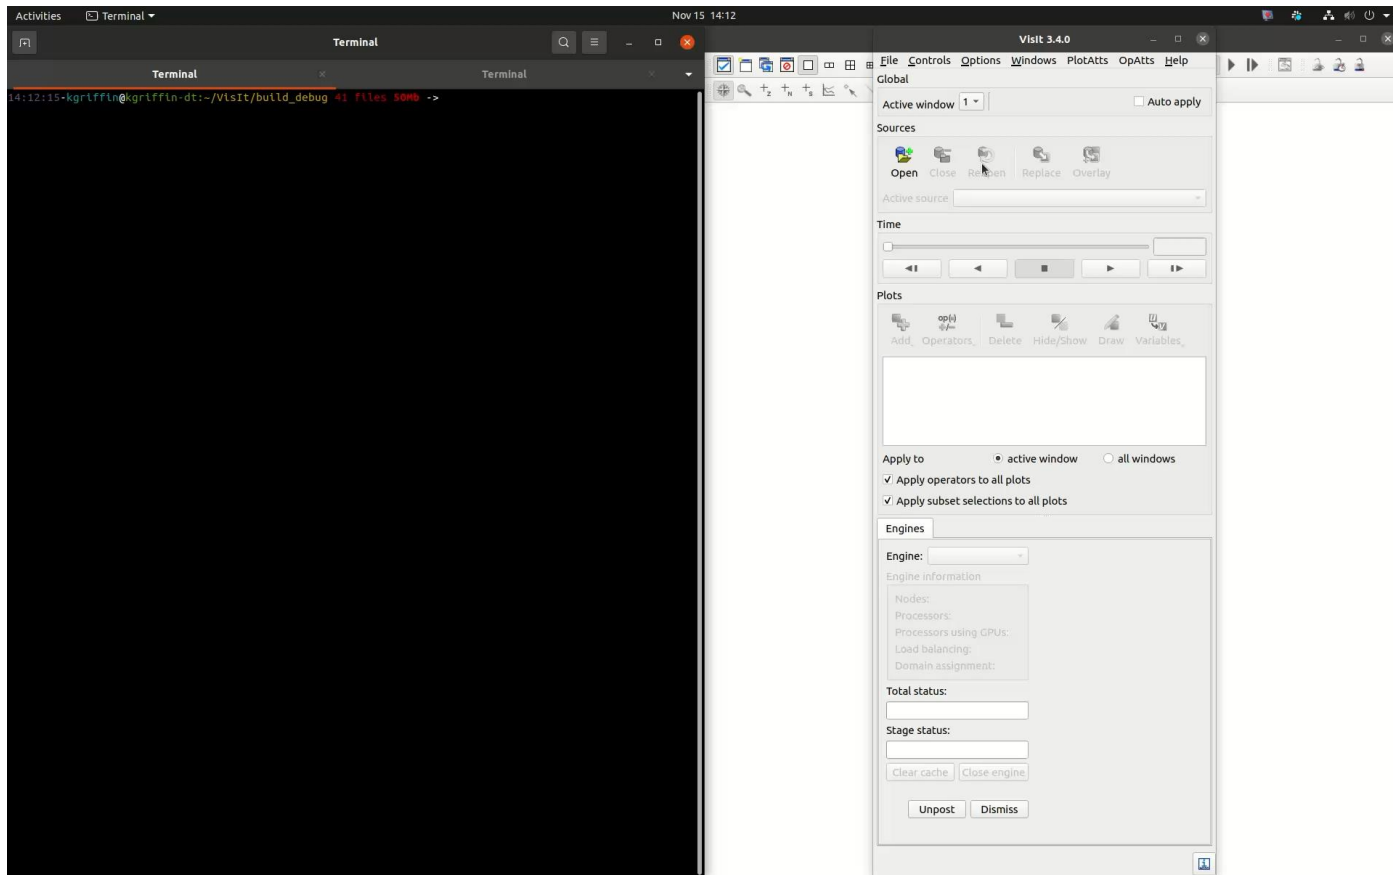 Activities Terminal Nov 15 14:12
Terminal
Terminal Terminal
14:12:15-kgriffin@kgriffin-dt:~/VisIt/build_debug 41 files 50Mb ->
VisIt 3.4.0
File Controls Options Windows PlotAtts OpAtts Help
Global
Active window 1 Auto apply
Sources
Open Close Reopen Replace Overlay
Active source
Time
Plots
op(≈)
+/−
Add Operators Delete Hide/Show Draw Variables
Apply to active window all windows
Apply operators to all plots
Apply subset selections to all plots
Engines
Engine:
Engine information
Nodes:
Processors:
Processors using GPUs:
Load balancing:
Domain assignment:
Total status:
Stage status:
Clear cache Close engine
Unpost Dismiss